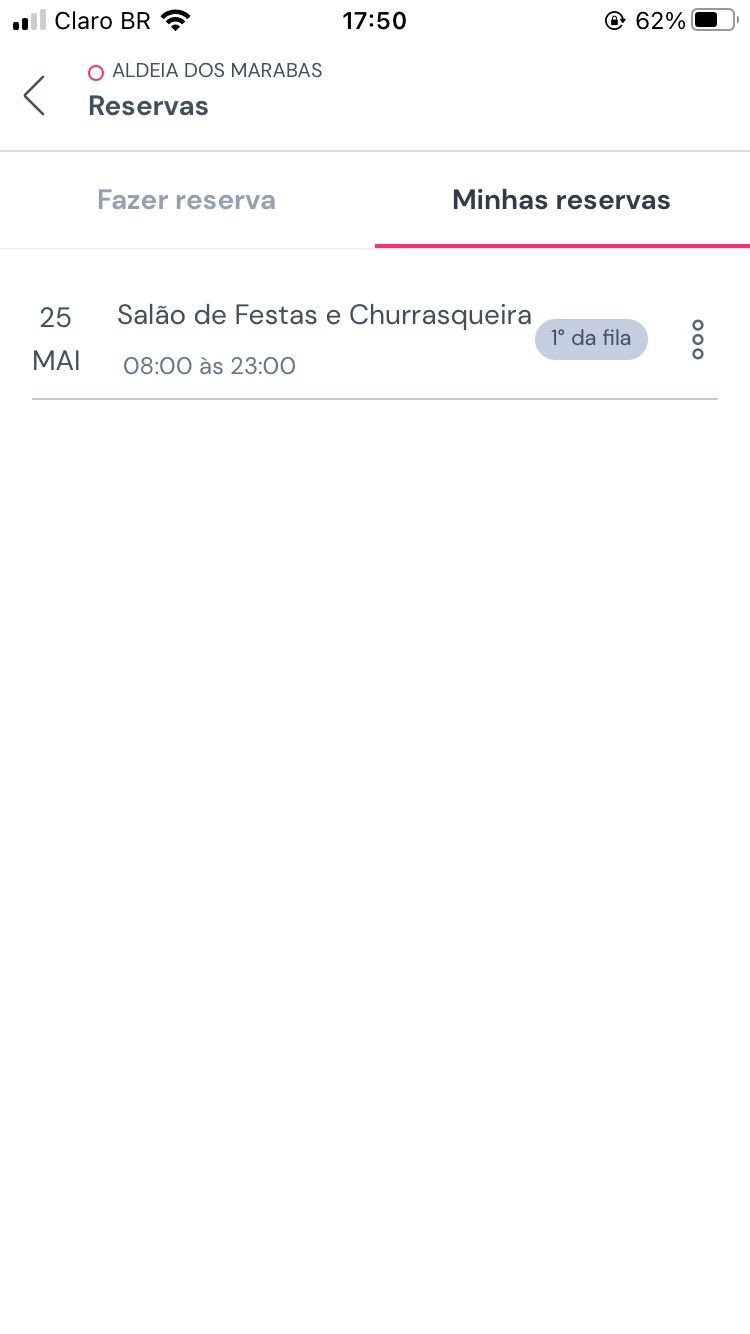 Claro BR 17:50 62%
ALDEIA DOS MARABAS
Reservas
Fazer reserva Minhas reservas
25 MAI
Salão de Festas e Churrasqueira
08:00 às 23:00
1° da fila